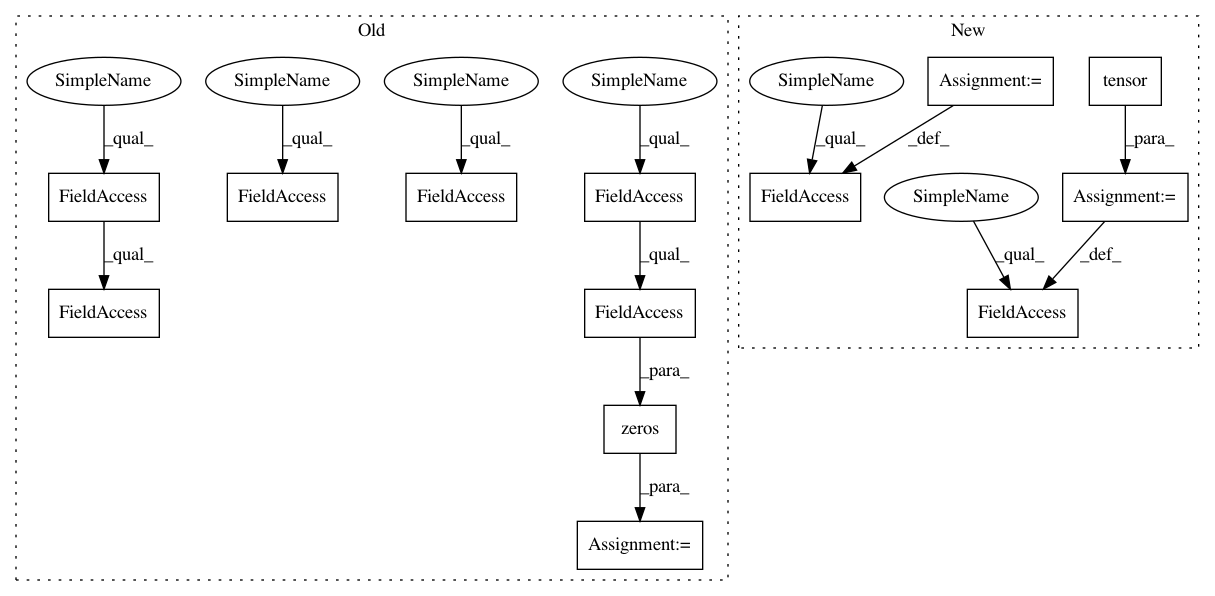 Old
New
SimpleName
SimpleName
SimpleName
SimpleName
SimpleName
Assignment:=
tensor
_qual_
_qual_
_qual_
_qual_
_qual_
_def_
_para_
FieldAccess
FieldAccess
FieldAccess
FieldAccess
FieldAccess
SimpleName
Assignment:=
_qual_
_qual_
_qual_
_def_
FieldAccess
FieldAccess
FieldAccess
_para_
zeros
_para_
Assignment:=